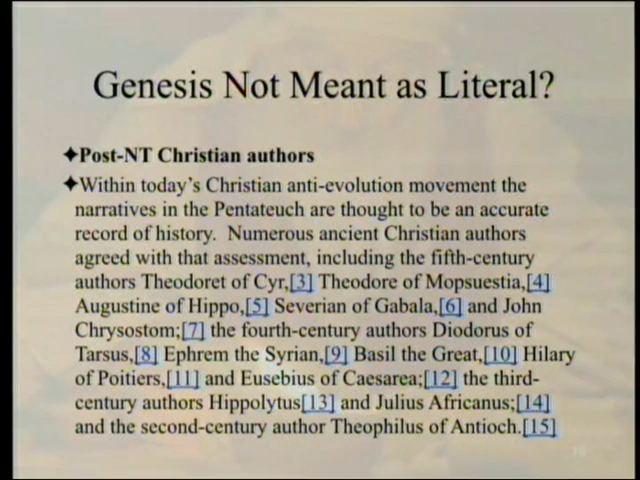 Genesis Not Meant as Literal?
✦Post-NT Christian authors
✦Within today's Christian anti-evolution movement the
narratives in the Pentateuch are thought to be an accurate
record of history.  Numerous ancient Christian authors
agreed with that assessment, including the fifth-century
authors Theodoret of Cyr,[3] Theodore of Mopsuestia,[4]
Augustine of Hippo,[5] Severian of Gabala,[6] and John
Chrysostom;[7] the fourth-century authors Diodorus of
Tarsus,[8] Ephrem the Syrian,[9] Basil the Great,[10] Hilary
of Poitiers,[11] and Eusebius of Caesarea;[12] the third-
century authors Hippolytus[13] and Julius Africanus;[14]
and the second-century author Theophilus of Antioch.[15]